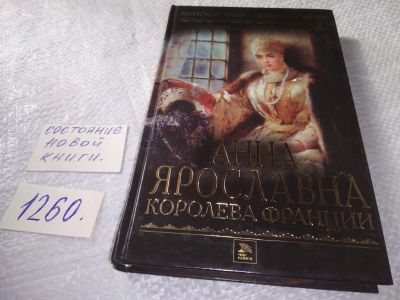 СОСТОЯНИЕ
НОВОЙ
КНИГИ.
1260.
АННА
ЯРОСЛАВНА
КОРОЛЕВА ФРАНЦИИ